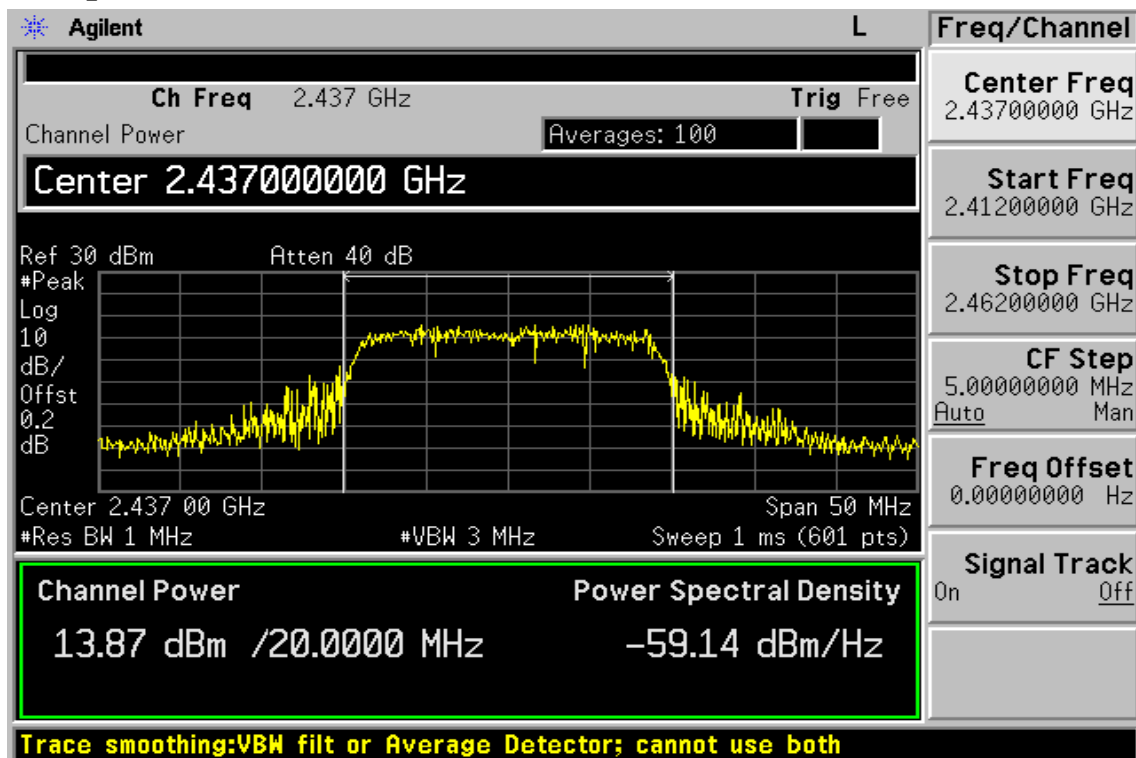 Agilent L
Ch Freq 2.437 GHz Trig Free
Channel Power Averages: 100
Center 2.437000000 GHz
Ref 30 dBm Atten 40 dB
#Peak
Log
10
dB/
Offst
0.2
dB
Center 2.437 00 GHz Span 50 MHz
#Res BW 1 MHz #VBW 3 MHz Sweep 1 ms (601 pts)
Channel Power Power Spectral Density
13.87 dBm /20.0000 MHz -59.14 dBm/Hz
Trace smoothing:VBW filt or Average Detector; cannot use both
Freq/Channel
Center Freq
2.43700000 GHz
Start Freq
2.41200000 GHz
Stop Freq
2.46200000 GHz
CF Step
5.00000000 MHz
Auto Man
Freq Offset
0.00000000 Hz
Signal Track
On Off